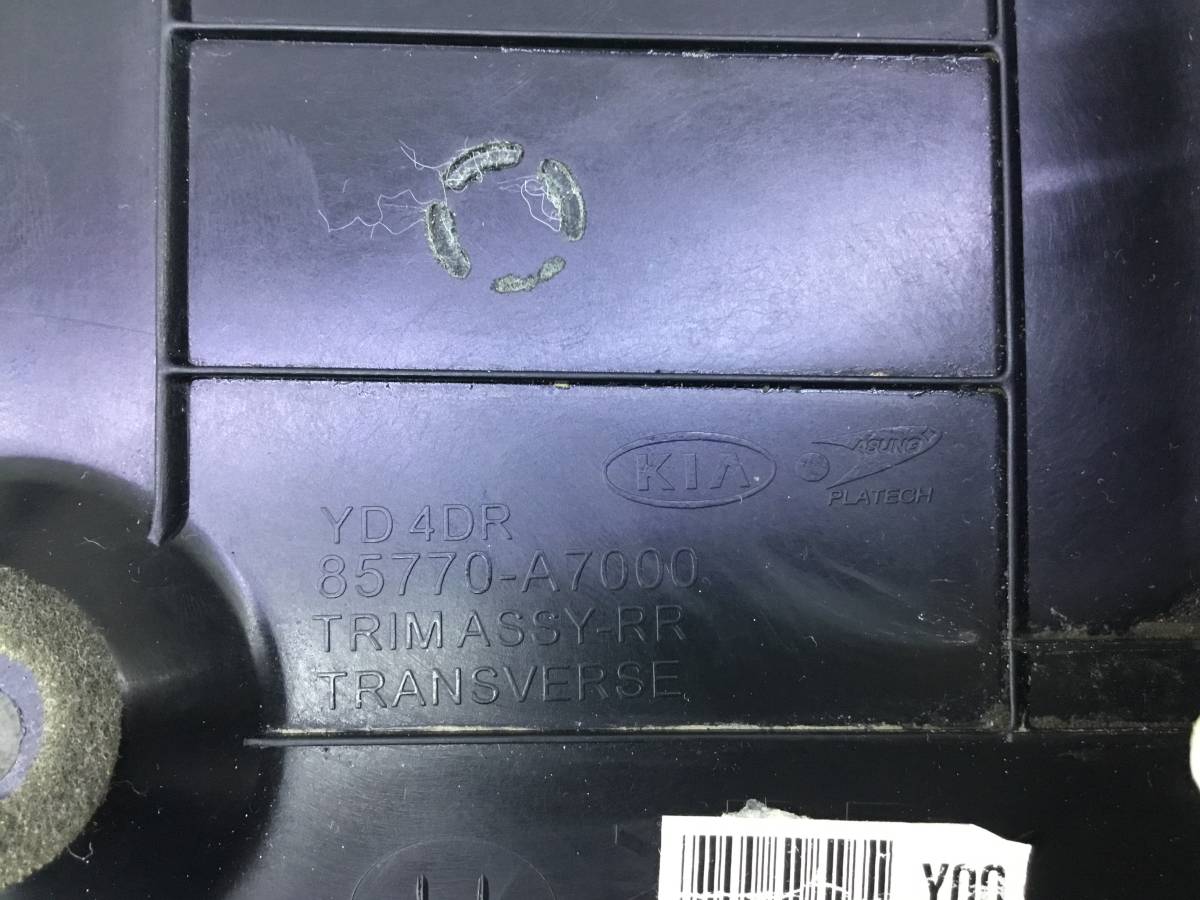 KIA
ASUNG
PLATECH
YD 4DR
85770-A7000
TRIM ASSY-RR
TRANSVERSE